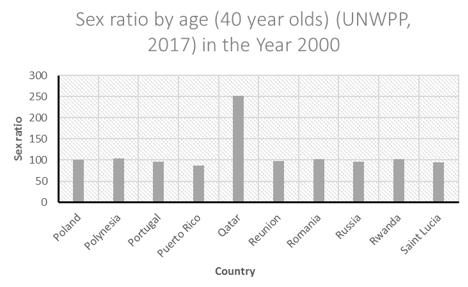 Sex ratio by age (40 year olds) (UNWPP,
2017) in the Year 2000
300
250
200
150
100
50
0
Sex ratio
Poland
Polynesia
Portugal
Puerto Rico
Qatar
Reunion
Romania
Russia
Rwanda
Saint Lucia
Country